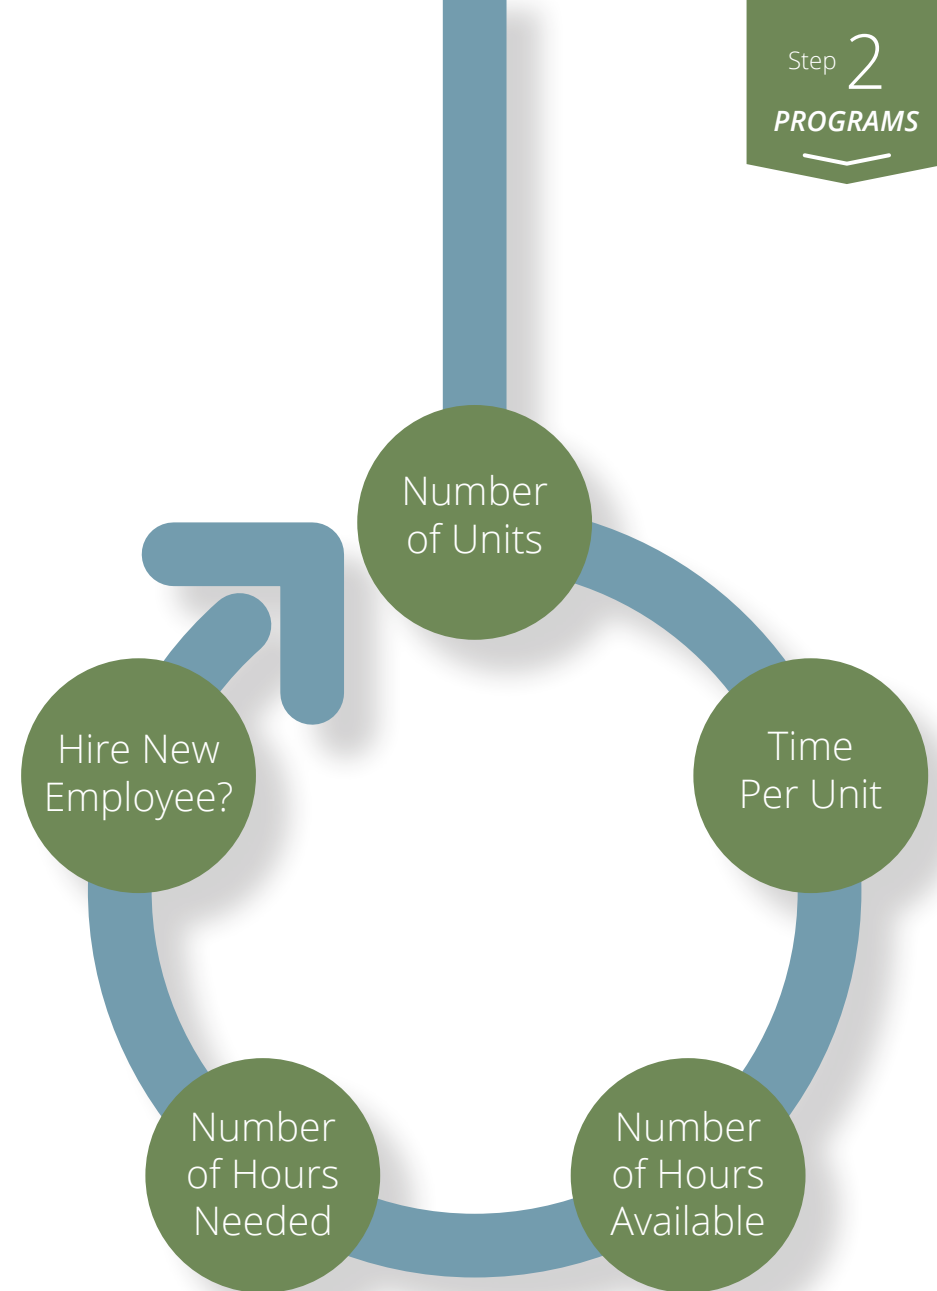 Step 2
PROGRAMS
Number
of Units
Time
Per Unit
Number
of Hours
Available
Number
of Hours
Needed
Hire New
Employee?